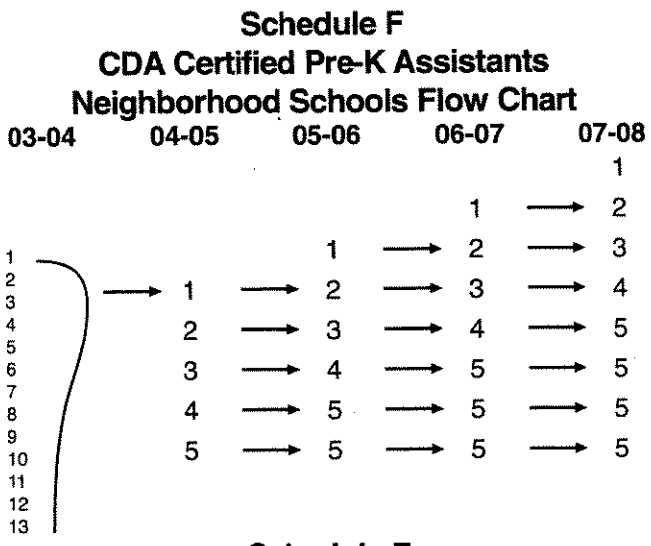 Schedule F
CDA Certified Pre-K Assistants
Neighborhood Schools Flow Chart
03-04 04-05 05-06 06-07 07-08
1
1 → 2
1 → 2 → 3
1
2
3
→ 1 → 2 → 3 → 4
4
5
2 → 3 → 4 → 5
6
7
3 → 4 → 5 → 5
8
9
4 → 5 → 5 → 5
10
11
5 → 5 → 5 → 5
12
13